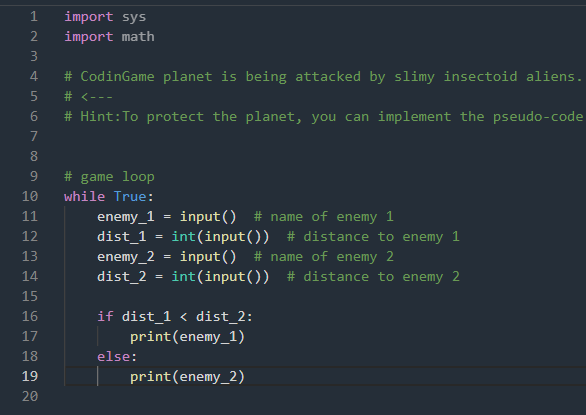 1 import sys
2 import math
3
4 # CodinGame planet is being attacked by slimy insectoid aliens.
5 # <---
6 # Hint:To protect the planet, you can implement the pseudo-code
7
8
9 # game loop
10 while True:
11     enemy_1 = input()  # name of enemy 1
12     dist_1 = int(input())  # distance to enemy 1
13     enemy_2 = input()  # name of enemy 2
14     dist_2 = int(input())  # distance to enemy 2
15
16     if dist_1 < dist_2:
17         print(enemy_1)
18     else:
19         print(enemy_2)
20